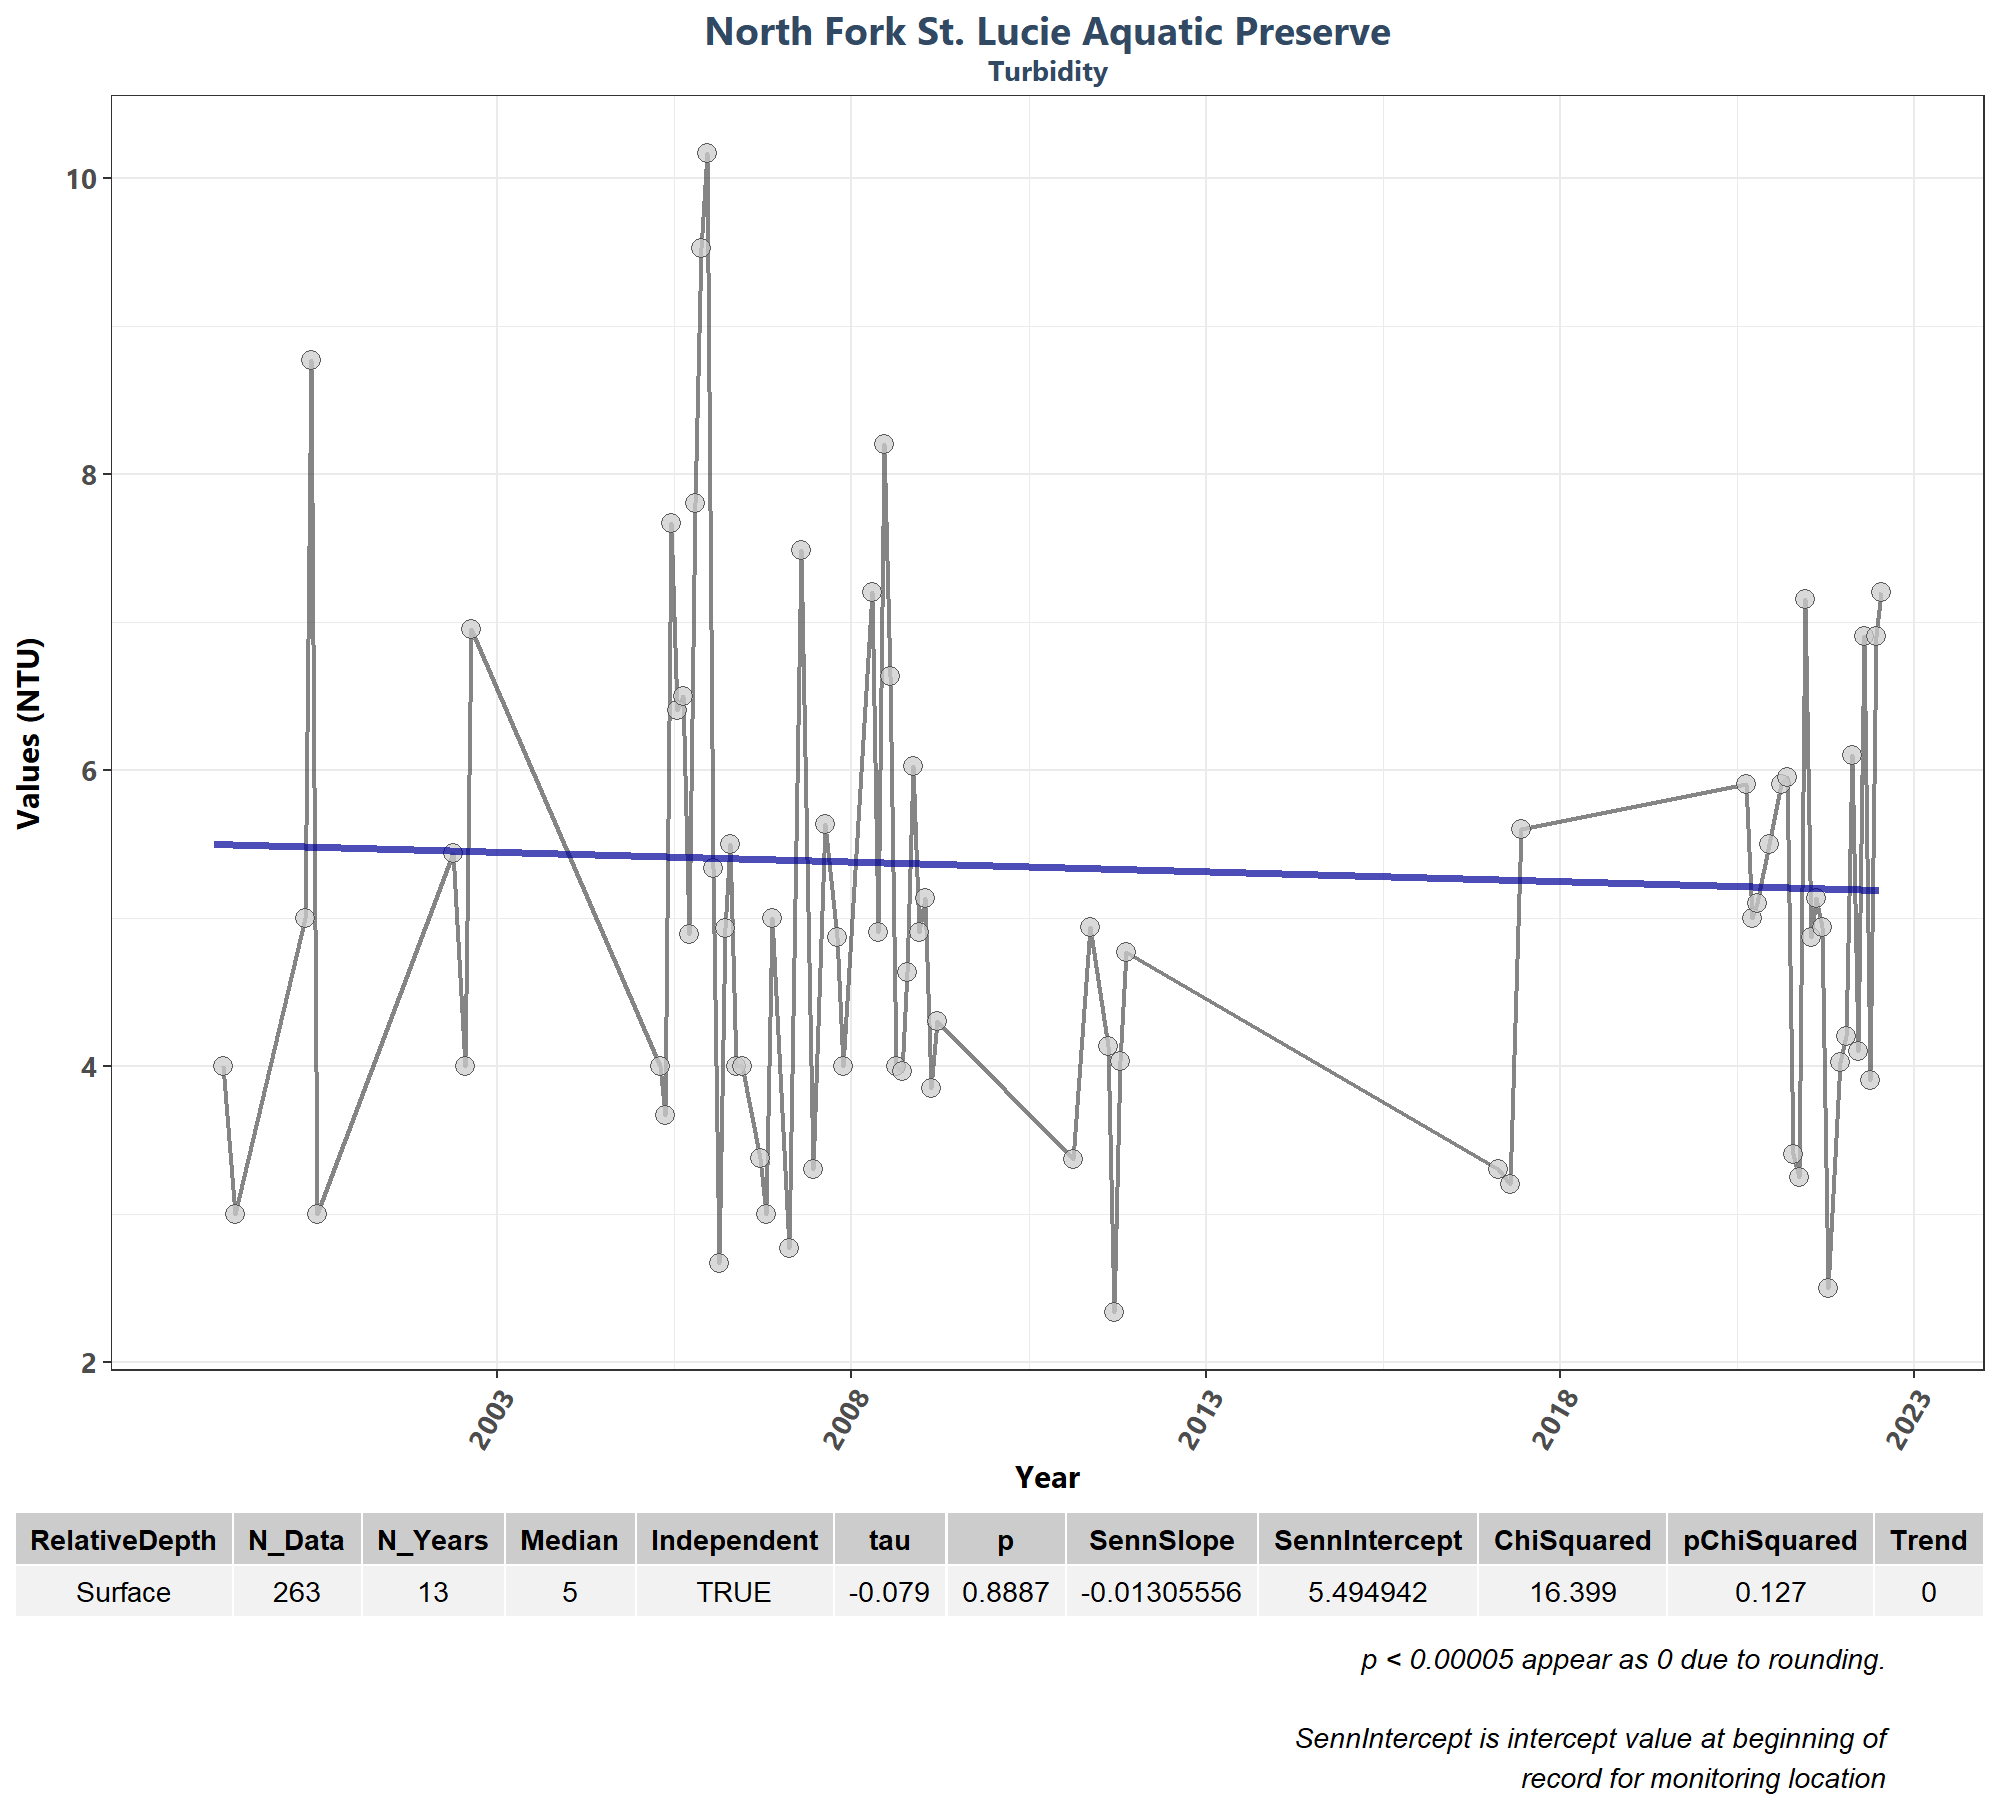 North Fork St. Lucie Aquatic Preserve
Turbidity
Values (NTU)
10
8
6
4
2
2003
2008
2013
2018
2023
Year
RelativeDepth N_Data N_Years Median Independent tau p SennSlope SennIntercept ChiSquared pChiSquared Trend
Surface 263 13 5 TRUE -0.079 0.8887 -0.01305556 5.494942 16.399 0.127 0
p < 0.00005 appear as 0 due to rounding.
SennIntercept is intercept value at beginning of
record for monitoring location